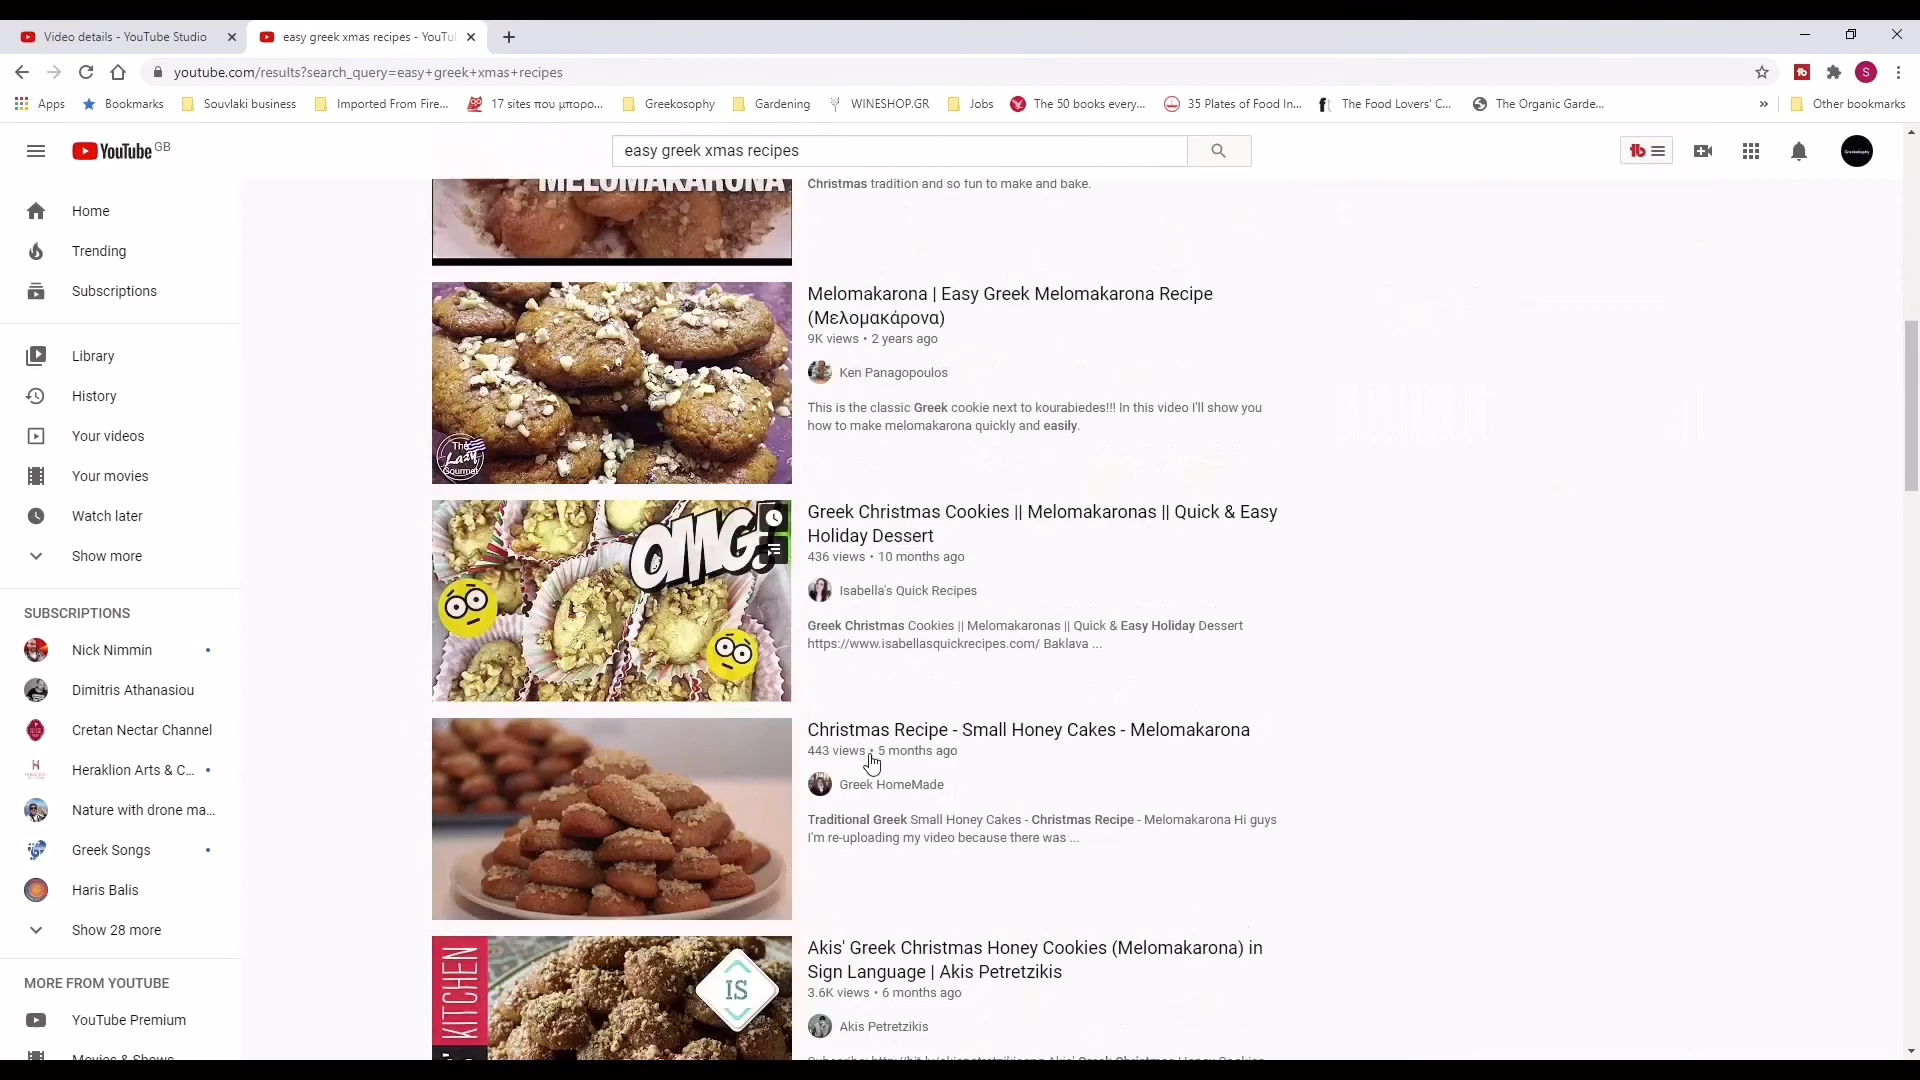 Video details - YouTube Studio
easy greek xmas recipes - YouTu
youtube.com/results?search_query=easy+greek+xmas+recipes
S
Apps
Bookmarks
Souvlaki business
Imported From Fire...
17 sites που μπορο...
Greekosophy
Gardening
WINESHOP.GR
Jobs
The 50 books every...
35 Plates of Food In...
The Food Lovers' C...
The Organic Garde...
»
Other bookmarks
YouTube GB
easy greek xmas recipes
Home
Trending
Subscriptions
Library
History
Your videos
Your movies
Watch later
Show more
SUBSCRIPTIONS
Nick Nimmin
Dimitris Athanasiou
Cretan Nectar Channel
Heraklion Arts & C...
Nature with drone ma...
Greek Songs
Haris Balis
Show 28 more
MORE FROM YOUTUBE
YouTube Premium
Movies & Shows
MELOMAKARONA
Christmas tradition and so fun to make and bake.
The Lazy Gourmet
Melomakarona | Easy Greek Melomakarona Recipe
(Μελομακάρονα)
9K views • 2 years ago
Ken Panagopoulos
This is the classic Greek cookie next to kourabiedes!!! In this video I'll show you
how to make melomakarona quickly and easily.
OMG!
Greek Christmas Cookies || Melomakaronas || Quick & Easy
Holiday Dessert
436 views • 10 months ago
Isabella's Quick Recipes
Greek Christmas Cookies || Melomakaronas || Quick & Easy Holiday Dessert
https://www.isabellasquickrecipes.com/ Baklava ...
Christmas Recipe - Small Honey Cakes - Melomakarona
443 views • 5 months ago
Greek HomeMade
Traditional Greek Small Honey Cakes - Christmas Recipe - Melomakarona Hi guys
I'm re-uploading my video because there was ...
KITCHEN
IS
Akis' Greek Christmas Honey Cookies (Melomakarona) in
Sign Language | Akis Petretzikis
3.6K views • 6 months ago
Akis Petretzikis